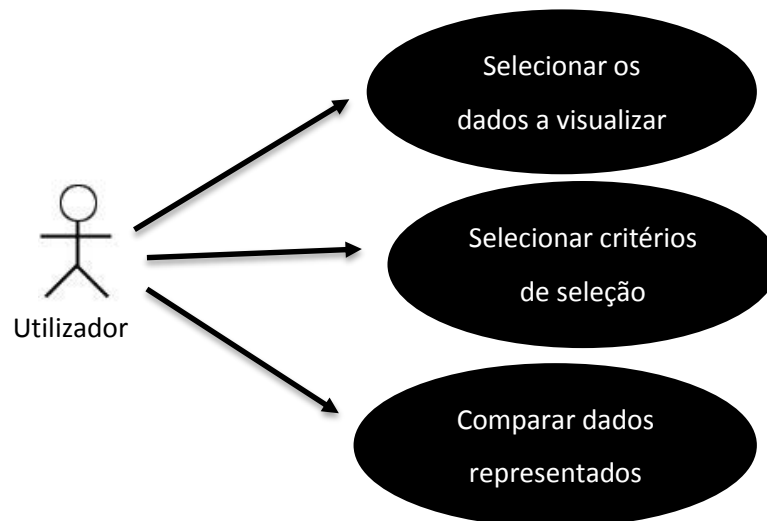 Selecionar os
dados a visualizar
Selecionar critérios
de seleção
Utilizador
Comparar dados
representados